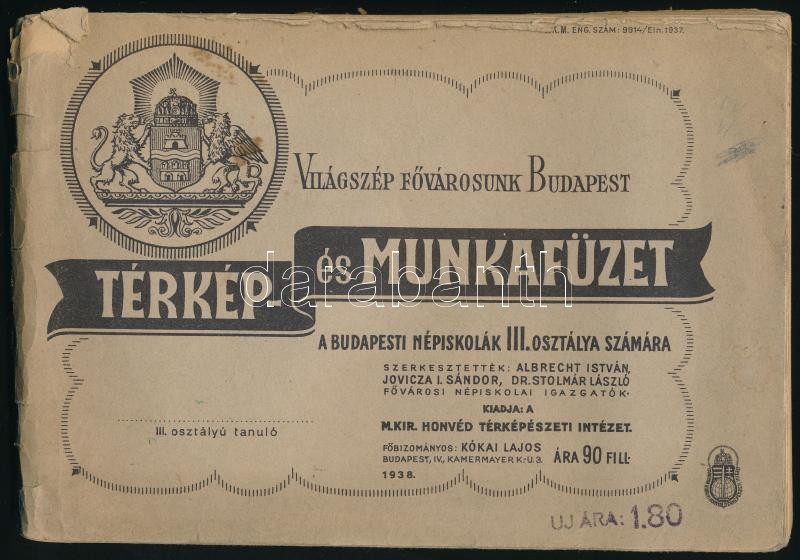 .M. ENG. SZÁM: 9914/Eln. 1937.
VILÁGSZÉP FŐVÁROSUNK BUDAPEST
TÉRKÉP-
és MUNKAFÜZET
darabanth
A BUDAPESTI NÉPISKOLÁK III. OSZTÁLYA SZÁMÁRA
SZERKESZTETTÉK: ALBRECHT ISTVÁN,
JOVICZA I. SÁNDOR, DR. STOLMÁR LÁSZLÓ
FŐVÁROSI NÉPISKOLAI IGAZGATÓK.
KIADJA: A
M. KIR. HONVÉD TÉRKÉPÉSZETI INTÉZET.
III. osztályú tanuló
FŐBIZOMÁNYOS: KÓKAI LAJOS
BUDAPEST, IV., KAMERMAYER K.-U. 3.
ÁRA 90 FILL.
1938.
UJ ÁRA: 1.80